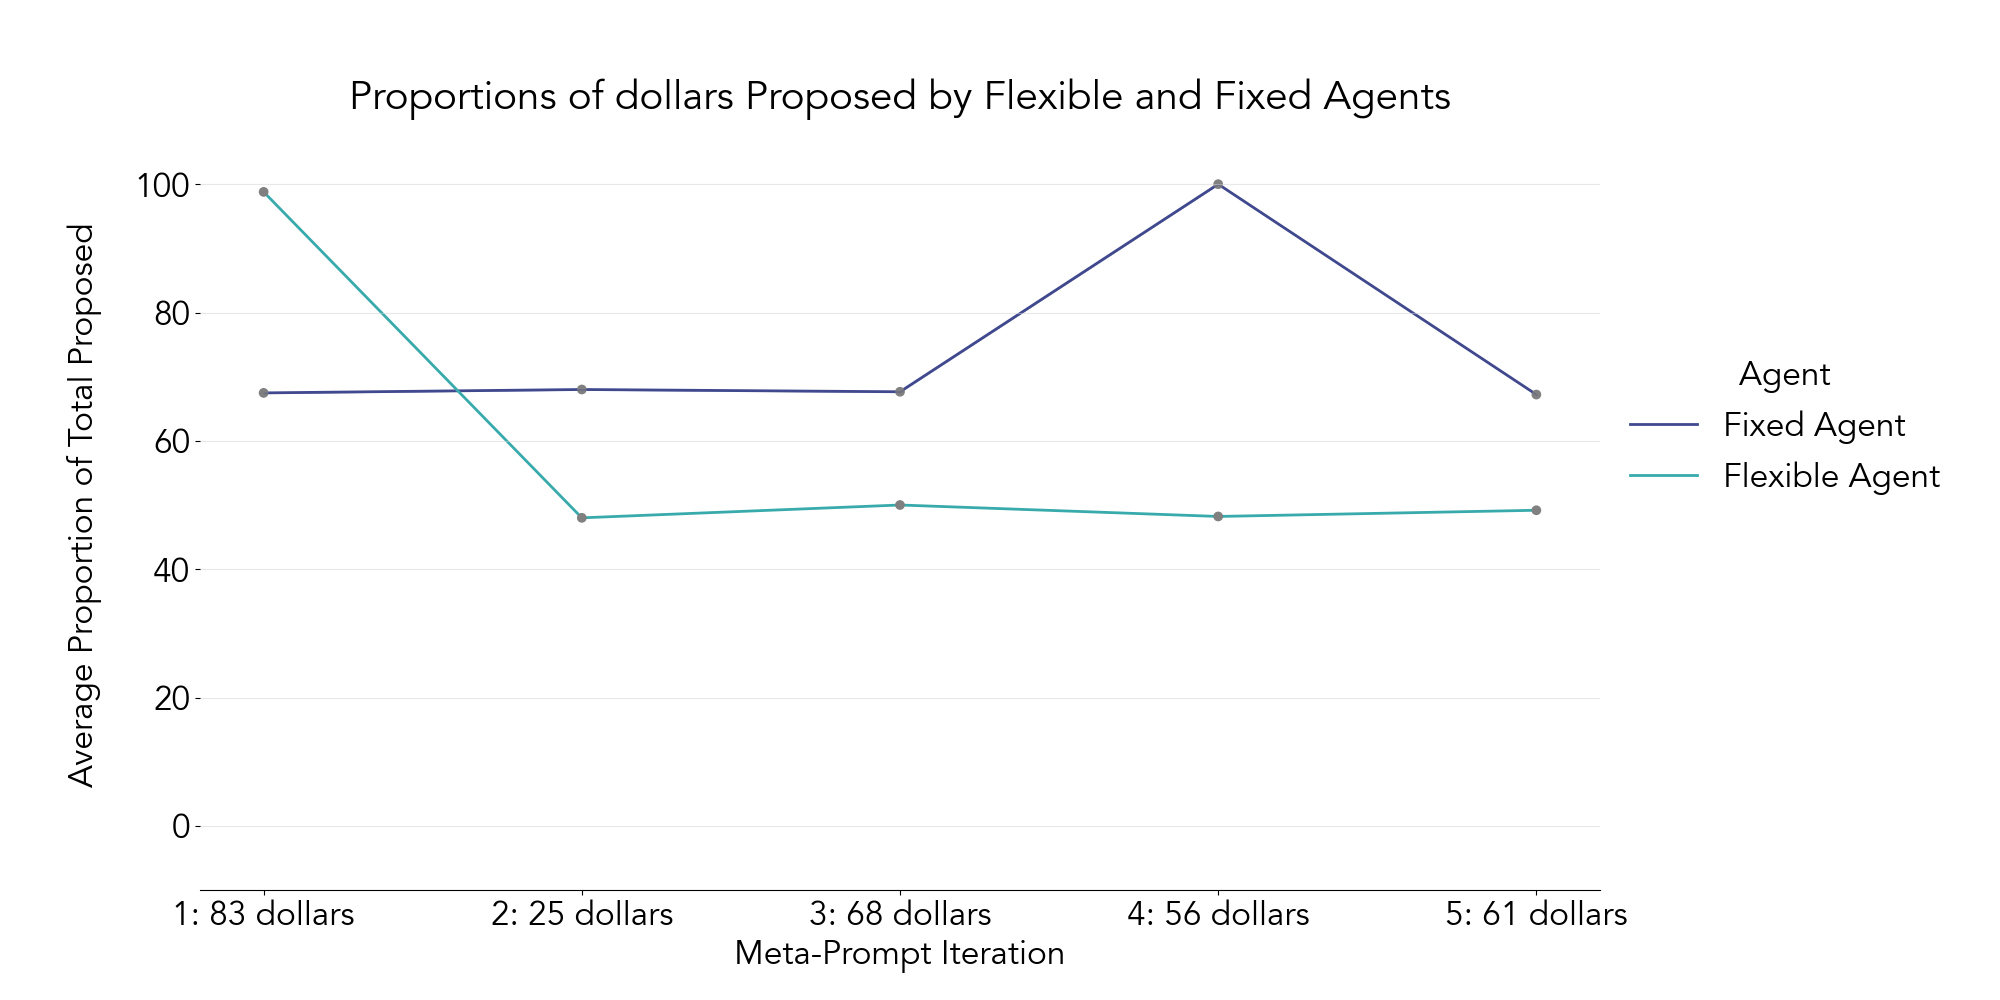 Proportions of dollars Proposed by Flexible and Fixed Agents
Average Proportion of Total Proposed
100
80
60
40
20
0
1: 83 dollars
2: 25 dollars
3: 68 dollars
4: 56 dollars
5: 61 dollars
Meta-Prompt Iteration
Agent
Fixed Agent
Flexible Agent